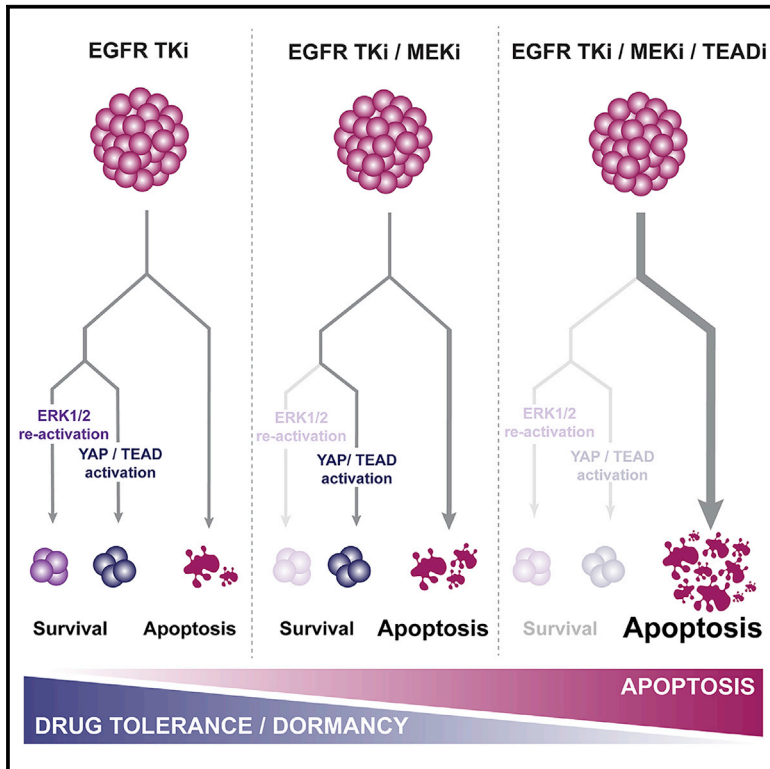 EGFR TKi
ERK1/2
re-activation
YAP / TEAD
activation
Survival
Apoptosis
EGFR TKi / MEKi
ERK1/2
re-activation
YAP/ TEAD
activation
Survival
Apoptosis
EGFR TKi / MEKi / TEADi
ERK1/2
re-activation
YAP / TEAD
activation
Survival
Apoptosis
APOPTOSIS
DRUG TOLERANCE / DORMANCY